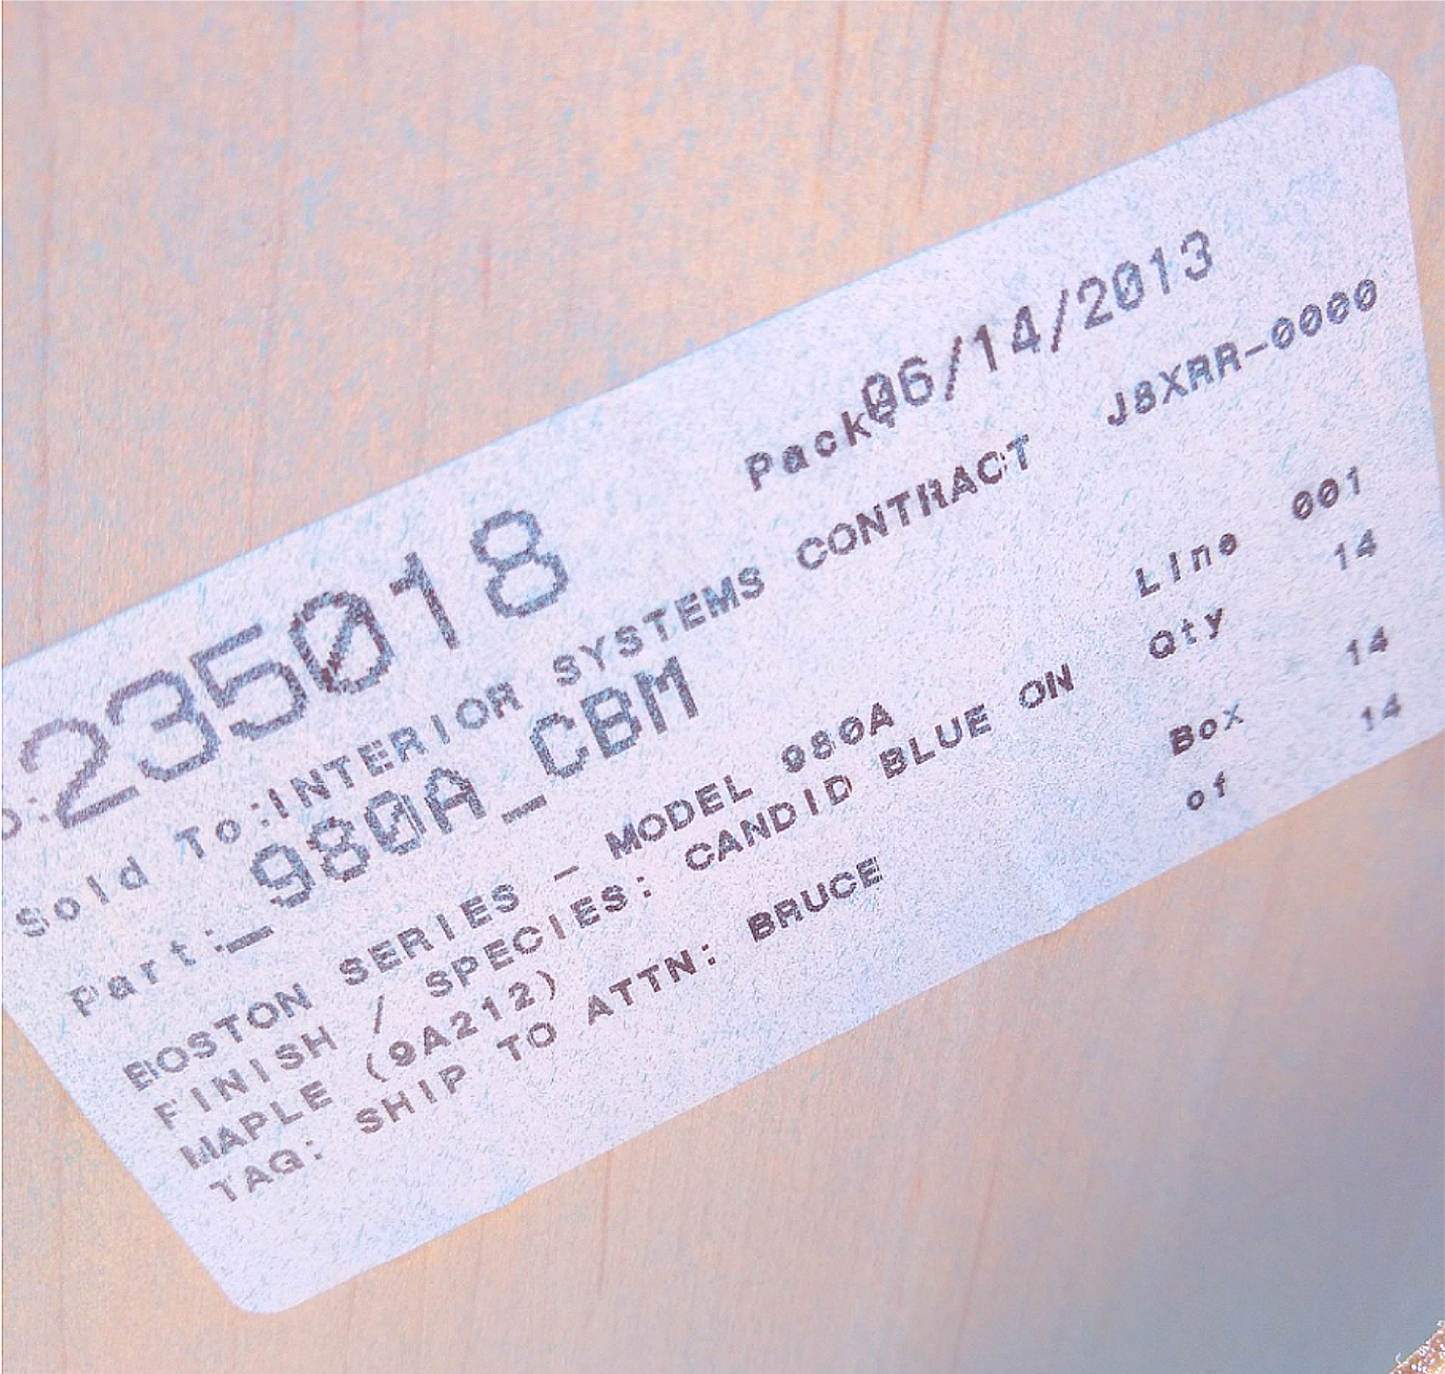 :235018
Pack: 06/14/2013
Sold To:INTERIOR SYSTEMS CONTRACT J8XRR-0000
Part:_980A_CBM
Line 001
Qty 14
BOSTON SERIES - MODEL 980A
FINISH / SPECIES: CANDID BLUE ON
MAPLE (9A212)
Box 14
of 14
TAG: SHIP TO ATTN: BRUCE